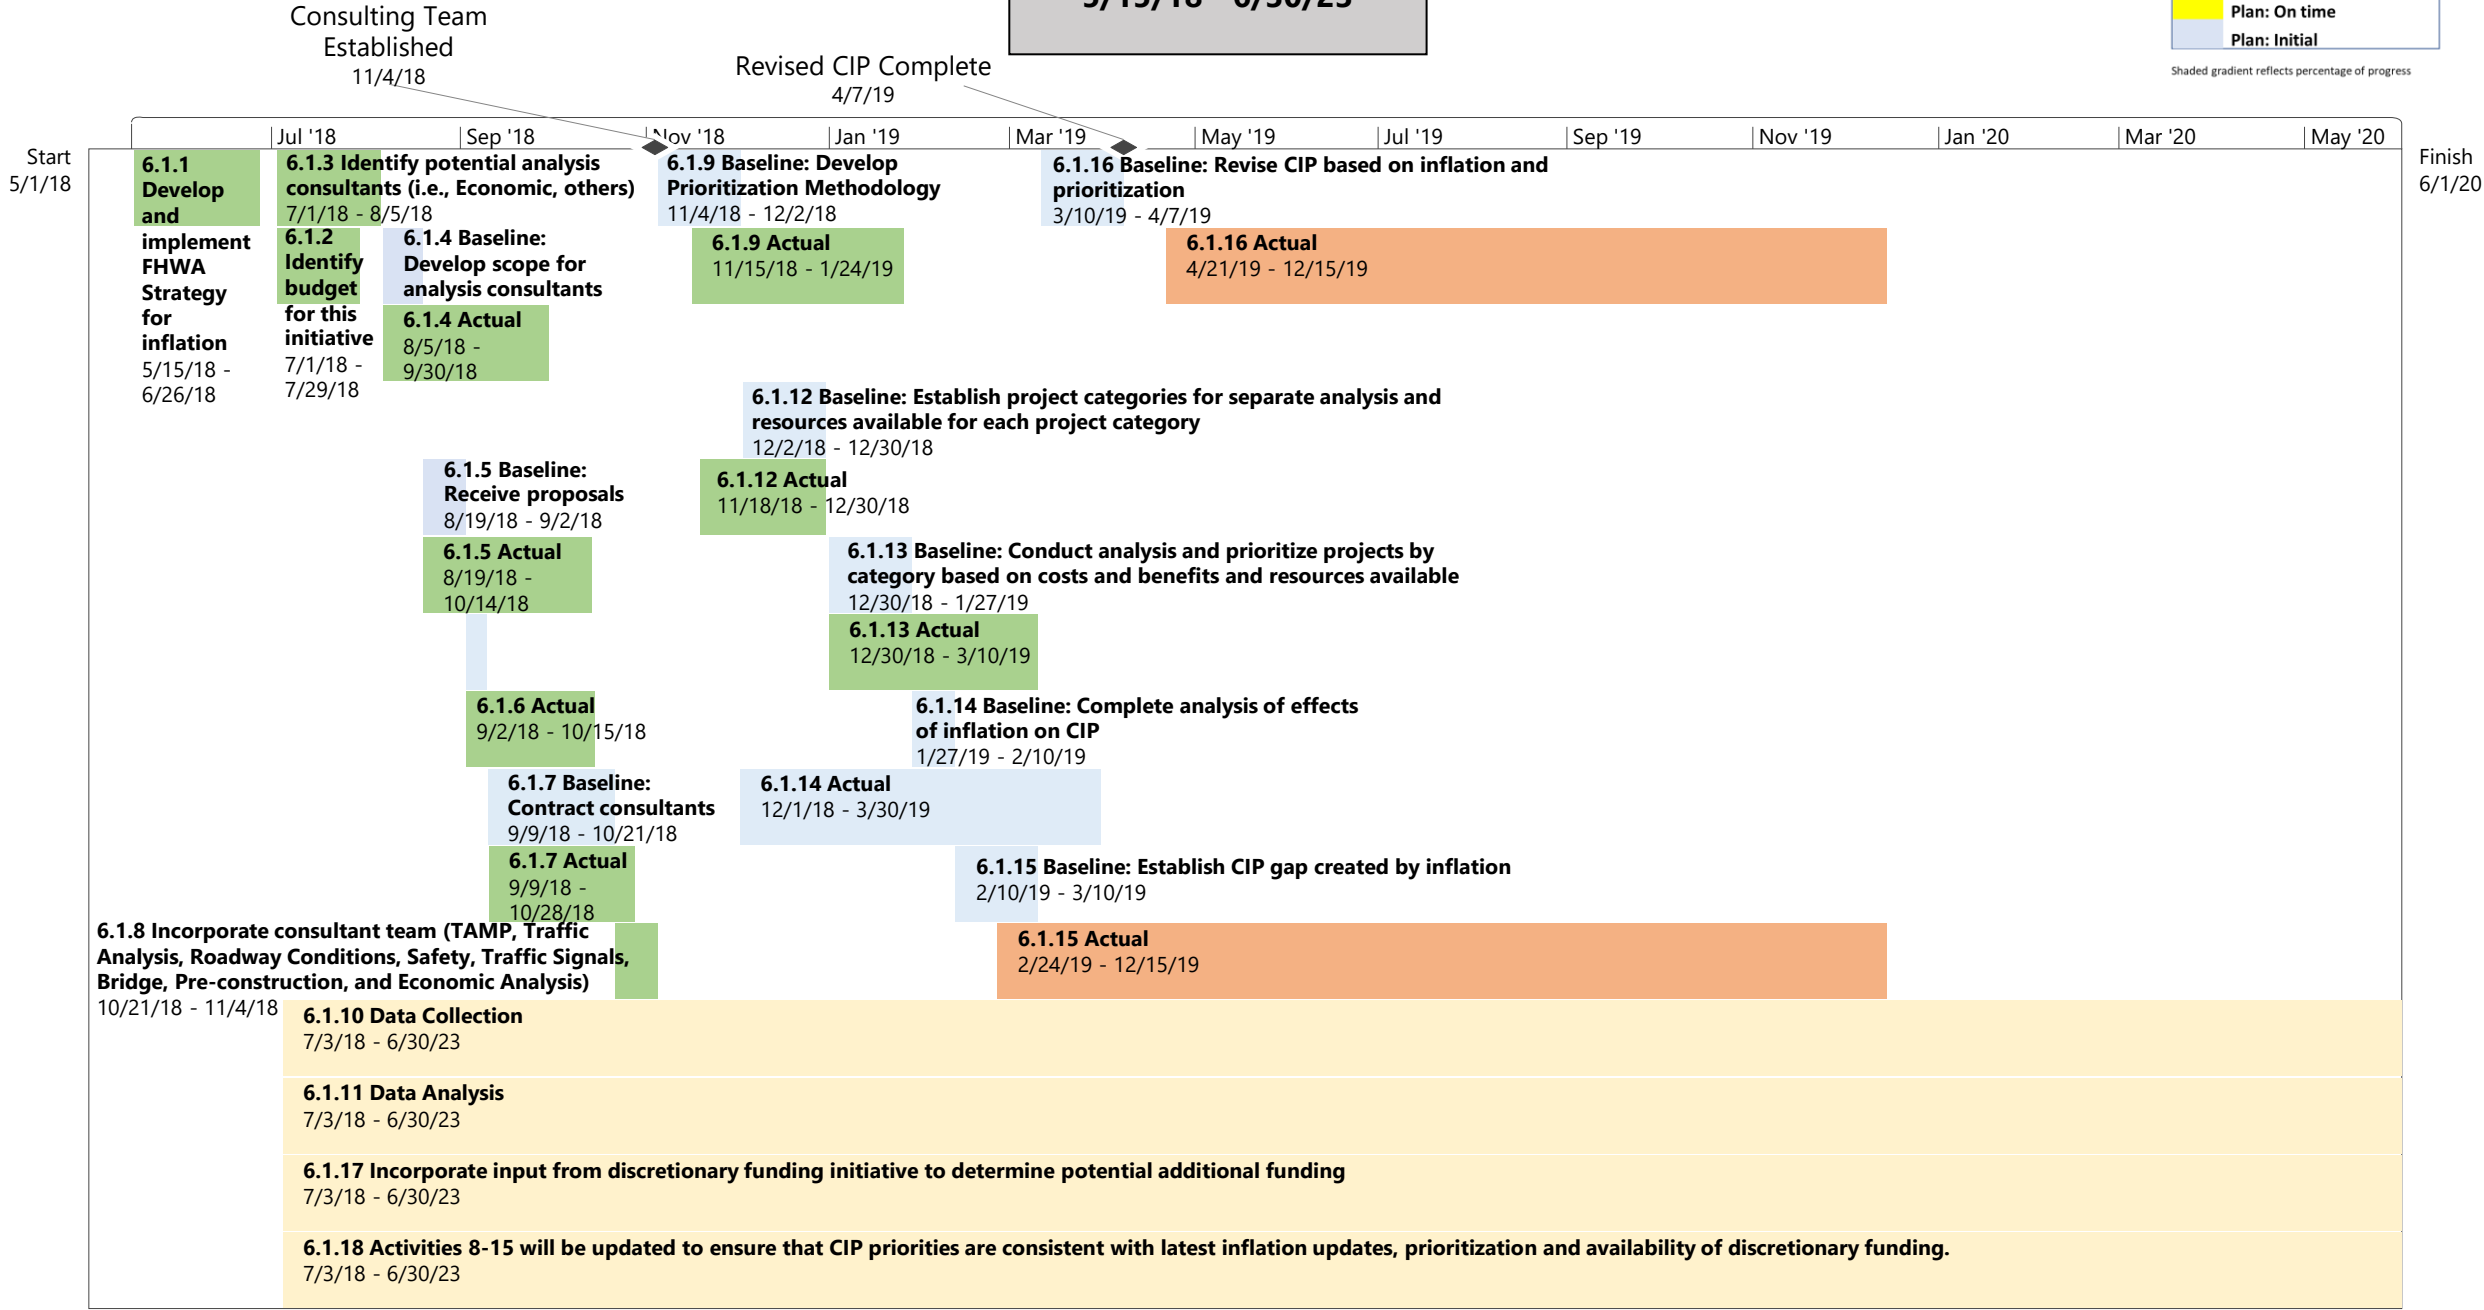 Consulting Team
Established
11/4/18
Revised CIP Complete
4/7/19
Plan: On time
Plan: Initial
Shaded gradient reflects percentage of progress
Jul '18
Sep '18
Nov '18
Jan '19
Mar '19
May '19
Jul '19
Sep '19
Nov '19
Jan '20
Mar '20
May '20
Start
5/1/18
Finish
6/1/20
6.1.1
Develop
and
implement
FHWA
Strategy
for
inflation
5/15/18 -
6/26/18
6.1.3 Identify potential analysis
consultants (i.e., Economic, others)
7/1/18 - 8/5/18
6.1.2
Identify
budget
for this
initiative
7/1/18 -
7/29/18
6.1.4 Baseline:
Develop scope for
analysis consultants
6.1.4 Actual
8/5/18 -
9/30/18
6.1.9 Baseline: Develop
Prioritization Methodology
11/4/18 - 12/2/18
6.1.9 Actual
11/15/18 - 1/24/19
6.1.16 Baseline: Revise CIP based on inflation and
prioritization
3/10/19 - 4/7/19
6.1.16 Actual
4/21/19 - 12/15/19
6.1.12 Baseline: Establish project categories for separate analysis and
resources available for each project category
12/2/18 - 12/30/18
6.1.5 Baseline:
Receive proposals
8/19/18 - 9/2/18
6.1.12 Actual
11/18/18 - 12/30/18
6.1.5 Actual
8/19/18 -
10/14/18
6.1.13 Baseline: Conduct analysis and prioritize projects by
category based on costs and benefits and resources available
12/30/18 - 1/27/19
6.1.13 Actual
12/30/18 - 3/10/19
6.1.6 Actual
9/2/18 - 10/15/18
6.1.14 Baseline: Complete analysis of effects
of inflation on CIP
1/27/19 - 2/10/19
6.1.7 Baseline:
Contract consultants
9/9/18 - 10/21/18
6.1.14 Actual
12/1/18 - 3/30/19
6.1.7 Actual
9/9/18 -
10/28/18
6.1.15 Baseline: Establish CIP gap created by inflation
2/10/19 - 3/10/19
6.1.8 Incorporate consultant team (TAMP, Traffic
Analysis, Roadway Conditions, Safety, Traffic Signals,
Bridge, Pre-construction, and Economic Analysis)
10/21/18 - 11/4/18
6.1.15 Actual
2/24/19 - 12/15/19
6.1.10 Data Collection
7/3/18 - 6/30/23
6.1.11 Data Analysis
7/3/18 - 6/30/23
6.1.17 Incorporate input from discretionary funding initiative to determine potential additional funding
7/3/18 - 6/30/23
6.1.18 Activities 8-15 will be updated to ensure that CIP priorities are consistent with latest inflation updates, prioritization and availability of discretionary funding.
7/3/18 - 6/30/23